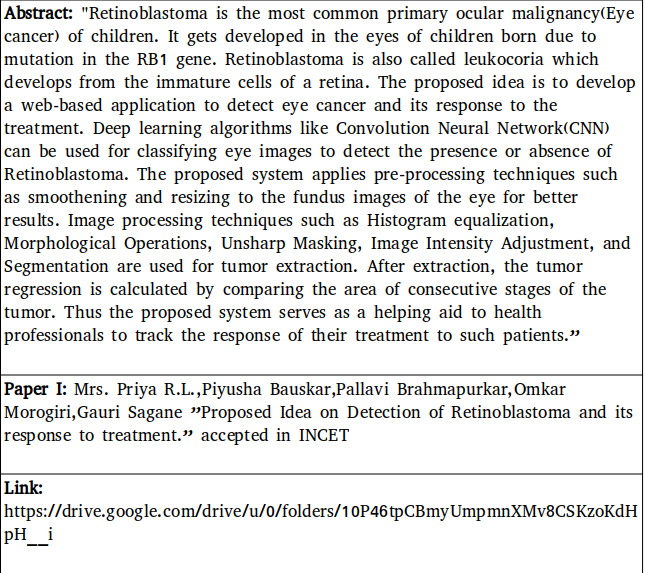 Abstract: "Retinoblastoma is the most common primary ocular malignancy(Eye
cancer) of children. It gets developed in the eyes of children born due to
mutation in the RB1 gene. Retinoblastoma is also called leukocoria which
develops from the immature cells of a retina. The proposed idea is to develop
a web-based application to detect eye cancer and its response to the
treatment. Deep learning algorithms like Convolution Neural Network(CNN)
can be used for classifying eye images to detect the presence or absence of
Retinoblastoma. The proposed system applies pre-processing techniques such
as smoothening and resizing to the fundus images of the eye for better
results. Image processing techniques such as Histogram equalization,
Morphological Operations, Unsharp Masking, Image Intensity Adjustment, and
Segmentation are used for tumor extraction. After extraction, the tumor
regression is calculated by comparing the area of consecutive stages of the
tumor. Thus the proposed system serves as a helping aid to health
professionals to track the response of their treatment to such patients.”
Paper I: Mrs. Priya R.L.,Piyusha Bauskar,Pallavi Brahmapurkar,Omkar
Morogiri,Gauri Sagane ”Proposed Idea on Detection of Retinoblastoma and its
response to treatment.” accepted in INCET
Link:
https://drive.google.com/drive/u/0/folders/10P46tpCBmyUmpmnXMv8CSKzoKdH
pH__i